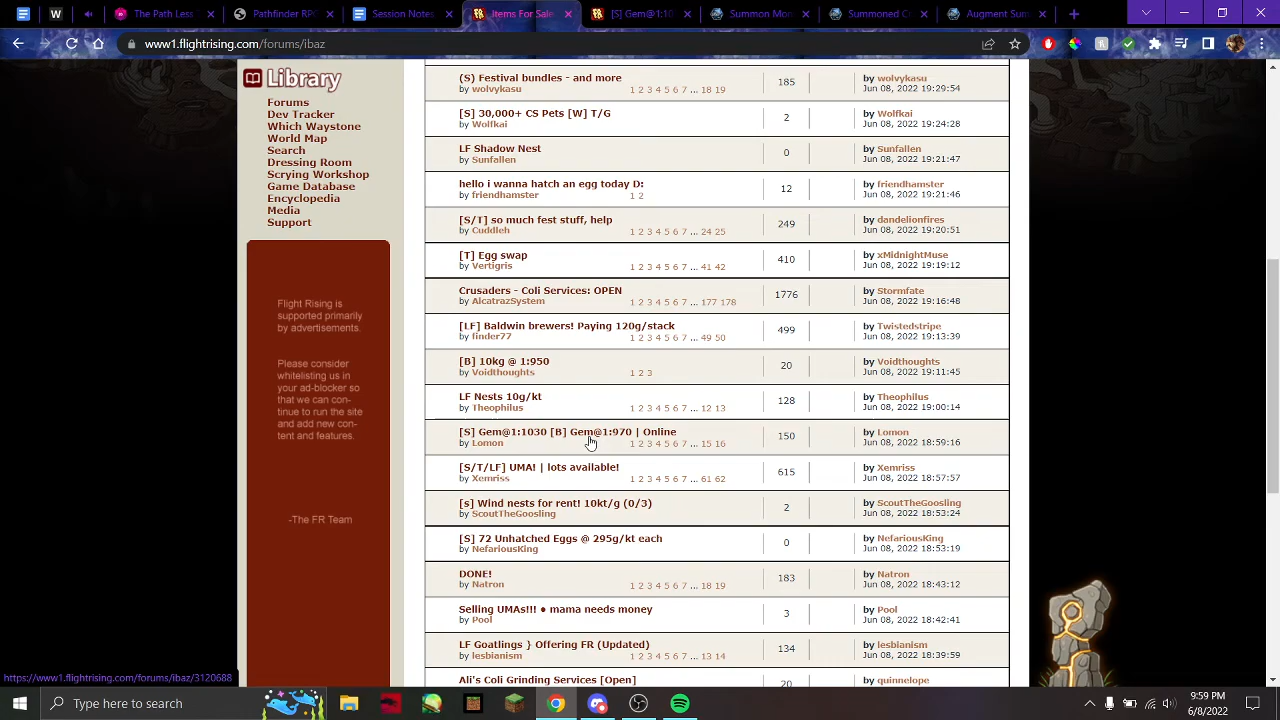 The Path Less
Creator Notes
Dragons For Sale
[S] Gem@1:10
Summon Mon
Scattersigh
Augment Sum
www1.flightrising.com/forums/ibaz
Library
Forums
Dev Tracker
Which Waystone
World Map
Search
Dressing Room
Scrying Workshop
Game Database
Encyclopedia
Media
Support
Flight Rising is
supported primarily
by advertisements.
Please consider
whitelisting us in
your ad-blocker so
that we can con-
tinue to run the site
and add new con-
tent and features.
-The FR Team
(S) Festival bundles - and more
by wolvykasu 1 2 3 4 5 6 7 ... 18 19
185
by wolvykasu
Jun 08, 2022 19:29:54
[S] 30,000+ CS Pets [W] T/G
by Wolfkai
2
by Wolfkai
Jun 08, 2022 19:24:28
LF Shadow Nest
by Sunfallen
0
by Sunfallen
Jun 08, 2022 19:21:47
hello i wanna hatch an egg today D:
by friendhamster 1 2
12
by friendhamster
Jun 08, 2022 19:21:46
[S/T] so much fest stuff, help
by Cuddleh 1 2 3 4 5 6 7 ... 24 25
249
by dandelionfires
Jun 08, 2022 19:20:51
[T] Egg swap
by Vertigris 1 2 3 4 5 6 7 ... 41 42
410
by xMidnightMuse
Jun 08, 2022 19:19:12
Crusaders - Coli Services: OPEN
by AlcatrazSystem 1 2 3 4 5 6 7 ... 177 178
1776
by Stormfate
Jun 08, 2022 19:16:48
[LF] Baldwin brewers! Paying 120g/stack
by finder77 1 2 3 4 5 6 7 ... 49 50
by Twistedstripe
Jun 08, 2022 19:13:39
[B] 10kg @ 1:950
by Voidthoughts 1 2 3
20
by Voidthoughts
Jun 08, 2022 19:11:45
LF Nests 10g/kt
by Theophilus 1 2 3 4 5 6 7 ... 12 13
128
by Theophilus
Jun 08, 2022 19:00:14
[S] Gem@1:1030 [B] Gem@1:970 | Online
by Lomon 1 2 3 4 5 6 7 ... 15 16
150
by Lomon
Jun 08, 2022 18:59:16
[S/T/LF] UMA! | lots available!
by Xemriss 1 2 3 4 5 6 7 ... 61 62
615
by Xemriss
Jun 08, 2022 18:57:57
[s] Wind nests for rent! 10kt/g (0/3)
by ScoutTheGoosling
2
by ScoutTheGoosling
Jun 08, 2022 18:53:24
[S] 72 Unhatched Eggs @ 295g/kt each
by NefariousKing
0
by NefariousKing
Jun 08, 2022 18:53:19
DONE!
by Natron 1 2 3 4 5 6 7 ... 18 19
183
by Natron
Jun 08, 2022 18:43:12
Selling UMAs!!! ● mama needs money
by Pool
3
by Pool
Jun 08, 2022 18:42:41
LF Goatlings } Offering FR (Updated)
by lesbianism 1 2 3 4 5 6 7 ... 13 14
134
by lesbianism
Jun 08, 2022 18:39:59
Ali's Coli Grinding Services [Open]
20
by quinnelope
https://www1.flightrising.com/forums/ibaz/3120688
Type here to search
9:59 PM
6/8/2022